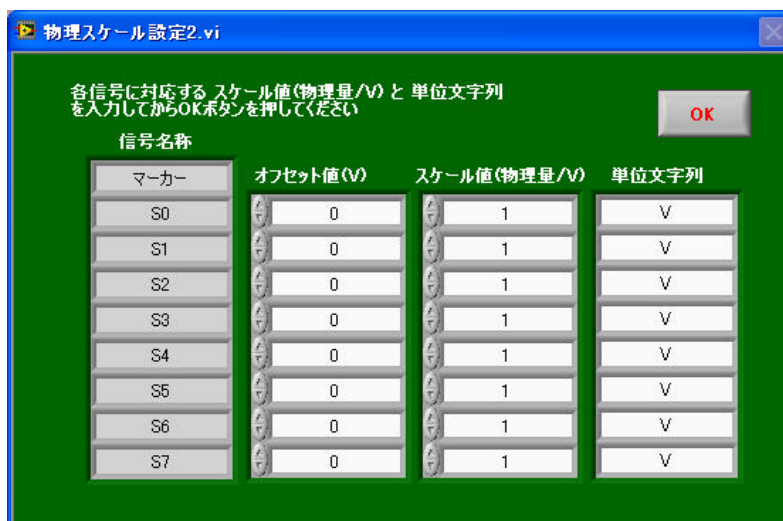 物理スケール設定2.vi
各信号に対応する スケール値(物理量/V) と 単位文字列
を入力してからOKボタンを押してください
OK
信号名称
マーカー オフセット値(V) スケール値(物理量/V) 単位文字列
S0 0 1 V
S1 0 1 V
S2 0 1 V
S3 0 1 V
S4 0 1 V
S5 0 1 V
S6 0 1 V
S7 0 1 V